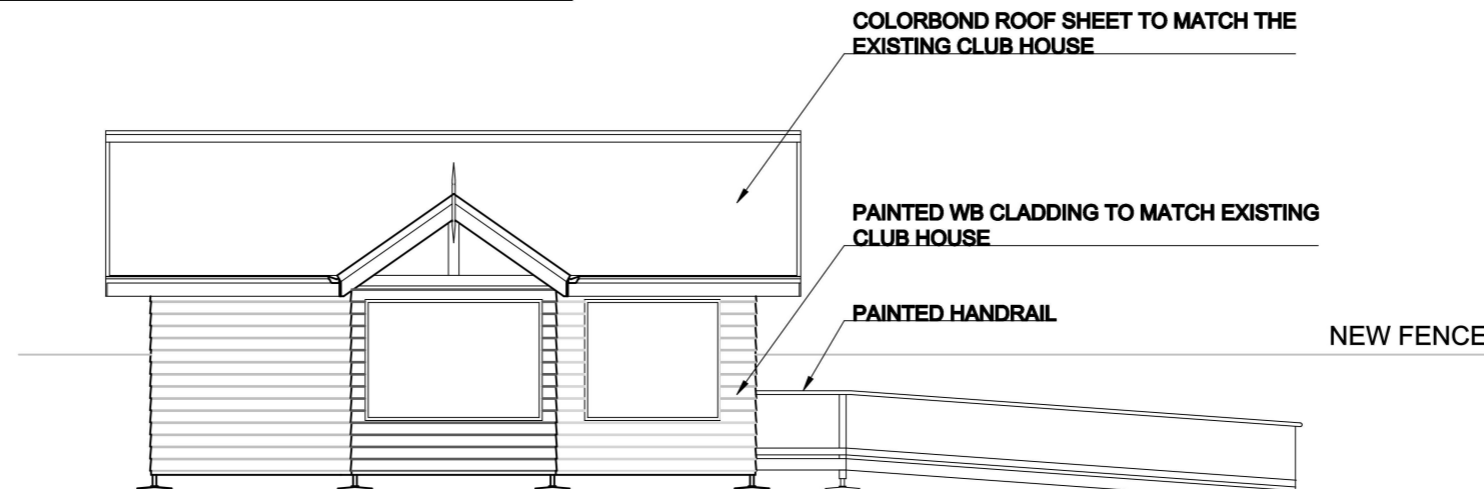 COLORBOND ROOF SHEET TO MATCH THE
EXISTING CLUB HOUSE
PAINTED WB CLADDING TO MATCH EXISTING
CLUB HOUSE
PAINTED HANDRAIL
NEW FENCE